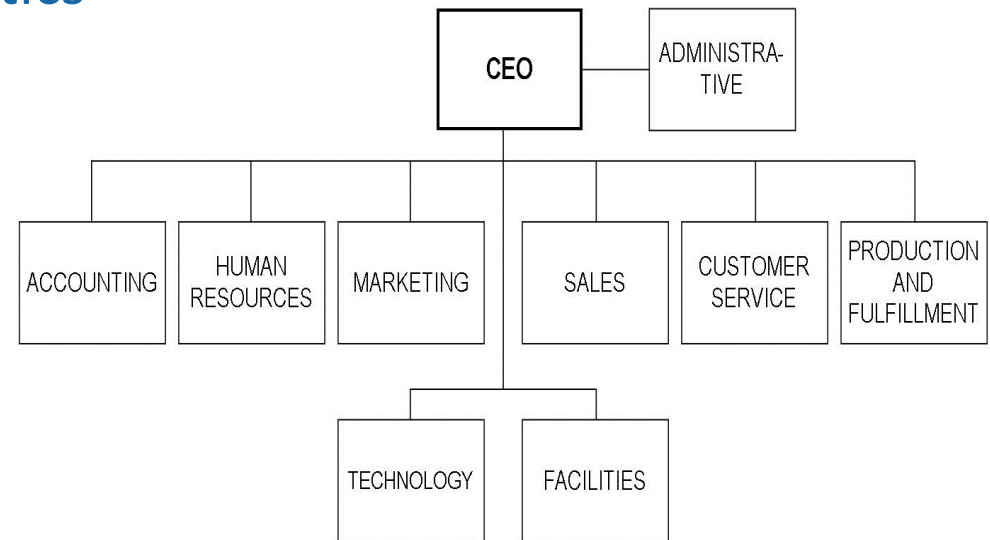 CEO
ADMINISTRA-
TIVE
ACCOUNTING
HUMAN
RESOURCES
MARKETING
SALES
CUSTOMER
SERVICE
PRODUCTION
AND
FULFILLMENT
TECHNOLOGY
FACILITIES